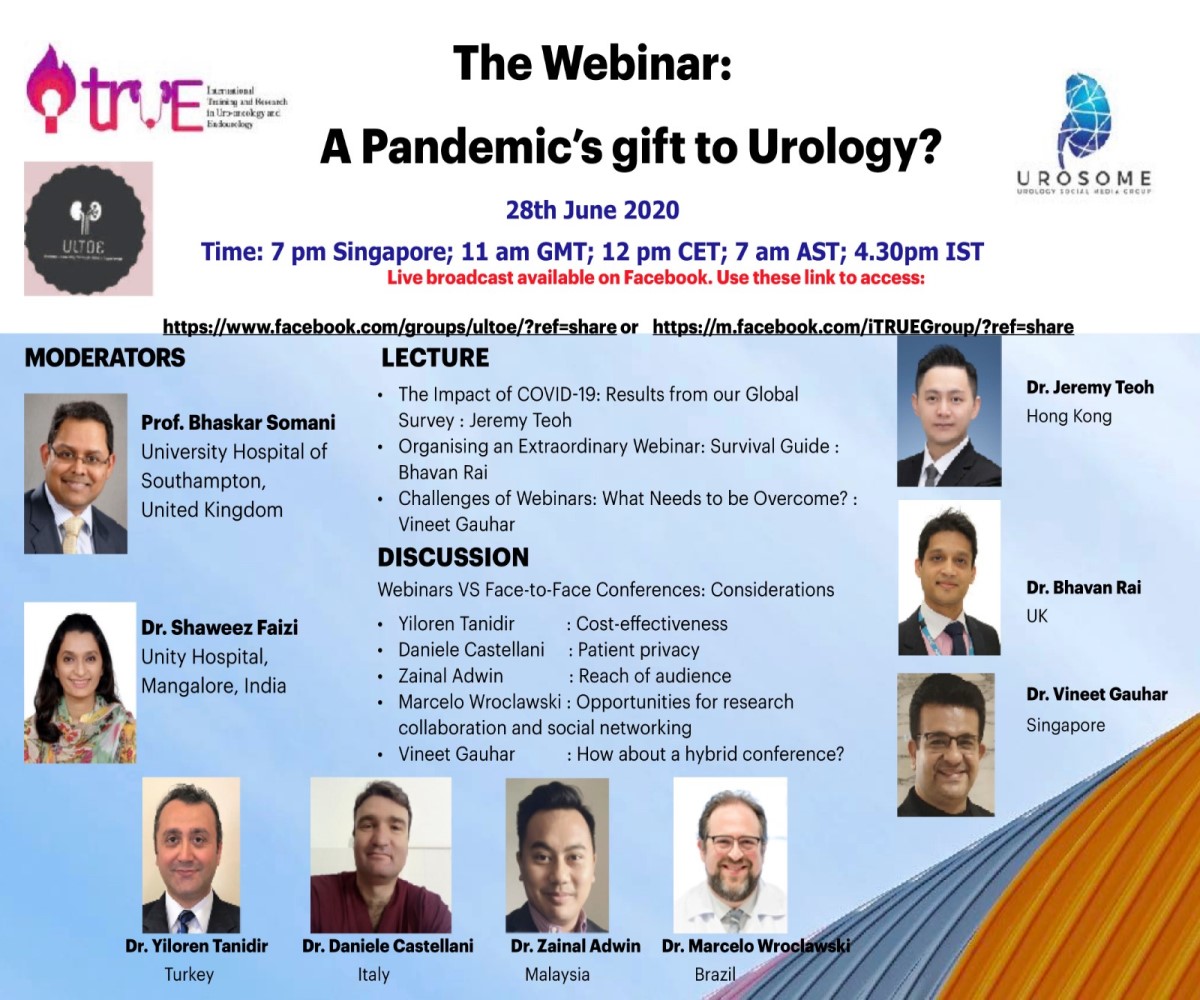 The Webinar:
A Pandemic's gift to Urology?
28th June 2020
Time: 7 pm Singapore; 11 am GMT; 12 pm CET; 7 am AST; 4.30pm IST
Live broadcast available on Facebook. Use these link to access:
https://www.facebook.com/groups/ultoe/?ref=share or https://m.facebook.com/iTRUEGroup/?ref=share
itrUE
International
Training and Research
in Uro-oncology and
Endourology
ULTOE
UROSOME
UROLOGY SOCIAL MEDIA GROUP
MODERATORS
Prof. Bhaskar Somani
University Hospital of
Southampton,
United Kingdom
Dr. Shaweez Faizi
Unity Hospital,
Mangalore, India
LECTURE
• The Impact of COVID-19: Results from our Global
Survey : Jeremy Teoh
• Organising an Extraordinary Webinar: Survival Guide :
Bhavan Rai
• Challenges of Webinars: What Needs to be Overcome? :
Vineet Gauhar
DISCUSSION
Webinars VS Face-to-Face Conferences: Considerations
• Yiloren Tanidir : Cost-effectiveness
• Daniele Castellani : Patient privacy
• Zainal Adwin : Reach of audience
• Marcelo Wroclawski : Opportunities for research
collaboration and social networking
• Vineet Gauhar : How about a hybrid conference?
Dr. Jeremy Teoh
Hong Kong
Dr. Bhavan Rai
UK
Dr. Vineet Gauhar
Singapore
Dr. Yiloren Tanidir
Turkey
Dr. Daniele Castellani
Italy
Dr. Zainal Adwin
Malaysia
Dr. Marcelo Wroclawski
Brazil